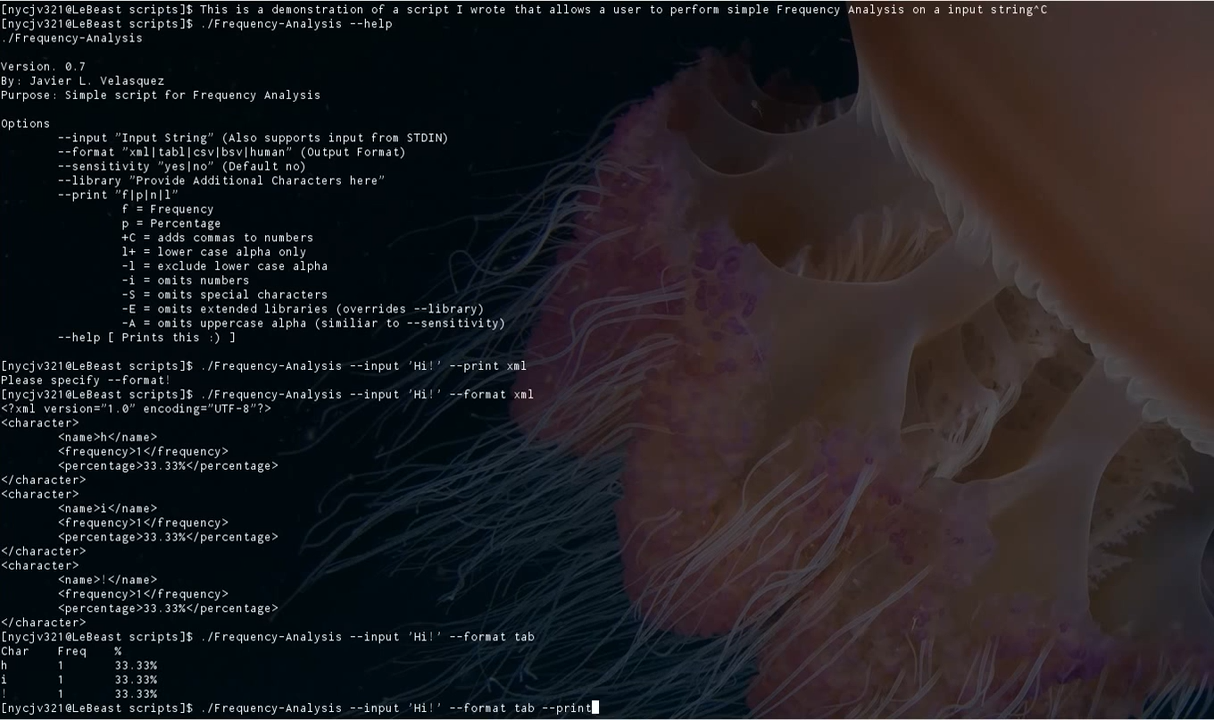 [nycjv321@LeBeast scripts]$ This is a demonstration of a script I wrote that allows a user to perform simple Frequency Analysis on a input string^C
[nycjv321@LeBeast scripts]$ ./Frequency-Analysis --help
./Frequency-Analysis
Version. 0.7
By: Javier L. Velasquez
Purpose: Simple script for Frequency Analysis
Options
--input "Input String" (Also supports input from STDIN)
--format "xml|tabl|csv|bsv|human" (Output Format)
--sensitivity "yes|no" (Default no)
--library "Provide Additional Characters here"
--print "f|p|n|l"
f = Frequency
p = Percentage
+C = adds commas to numbers
l+ = lower case alpha only
-l = exclude lower case alpha
-i = omits numbers
-S = omits special characters
-E = omits extended libraries (overrides --library)
-A = omits uppercase alpha (similiar to --sensitivity)
--help [ Prints this :) ]
[nycjv321@LeBeast scripts]$ ./Frequency-Analysis --input 'Hi!' --print xml
Please specify --format!
[nycjv321@LeBeast scripts]$ ./Frequency-Analysis --input 'Hi!' --format xml
<?xml version="1.0" encoding="UTF-8"?>
<character>
<name>h</name>
<frequency>1</frequency>
<percentage>33.33%</percentage>
</character>
<character>
<name>i</name>
<frequency>1</frequency>
<percentage>33.33%</percentage>
</character>
<character>
<name>!</name>
<frequency>1</frequency>
<percentage>33.33%</percentage>
</character>
[nycjv321@LeBeast scripts]$ ./Frequency-Analysis --input 'Hi!' --format tab
Char Freq %
h 1 33.33%
i 1 33.33%
! 1 33.33%
[nycjv321@LeBeast scripts]$ ./Frequency-Analysis --input 'Hi!' --format tab --print